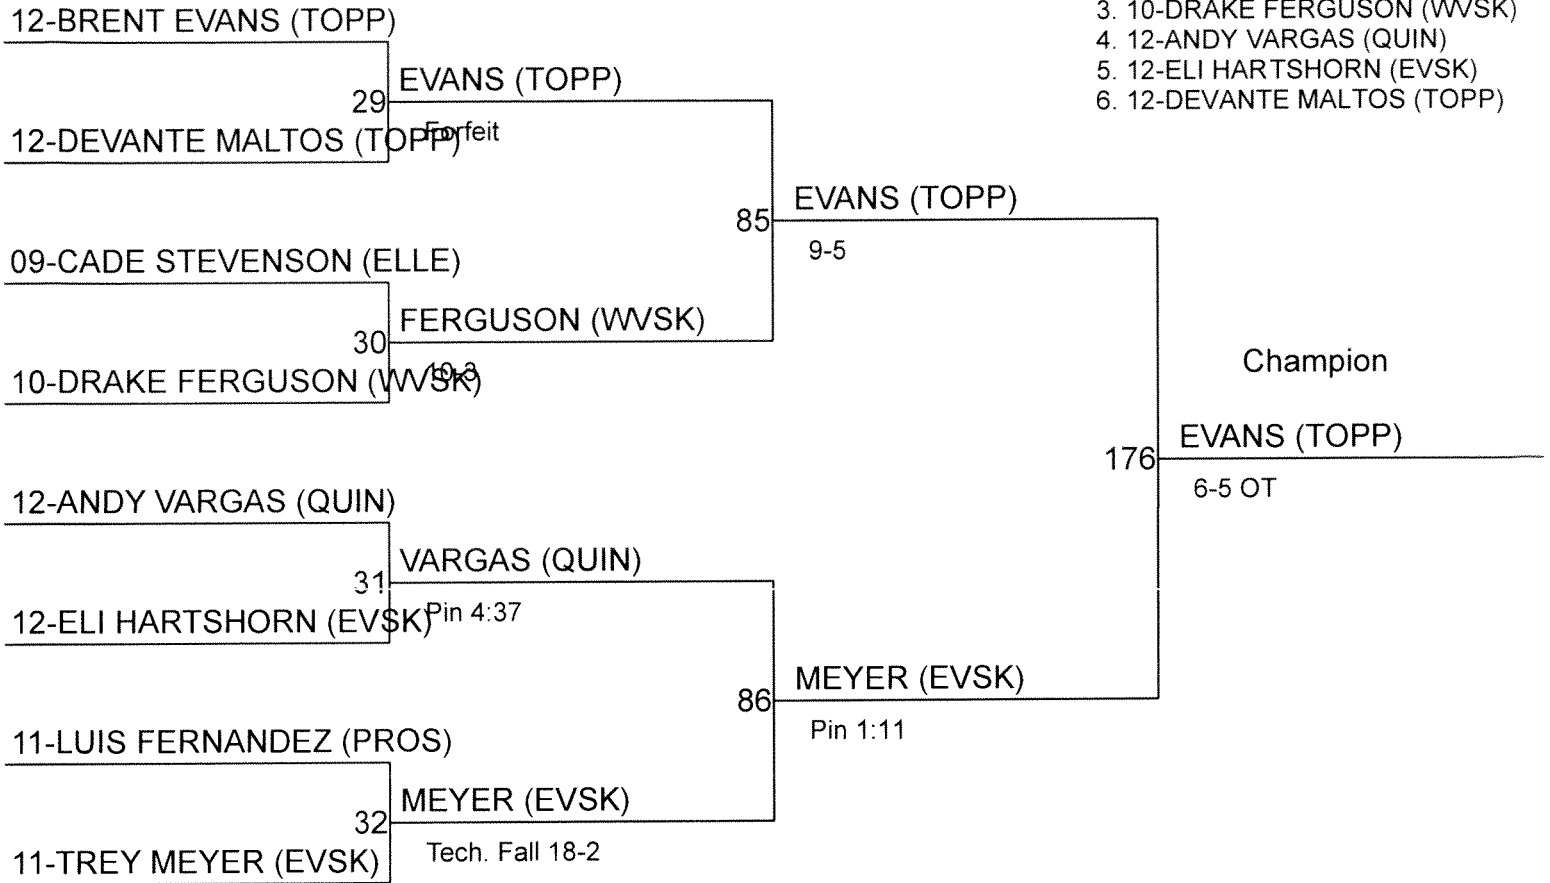 12-BRENT EVANS (TOPP)
29
EVANS (TOPP)
Forfeit
12-DEVANTE MALTOS (TOPP)
85
EVANS (TOPP)
9-5
09-CADE STEVENSON (ELLE)
30
FERGUSON (WVSK)
10-3
10-DRAKE FERGUSON (WVSK)
12-ANDY VARGAS (QUIN)
31
VARGAS (QUIN)
Pin 4:37
12-ELI HARTSHORN (EVSK)
86
MEYER (EVSK)
Pin 1:11
11-LUIS FERNANDEZ (PROS)
32
MEYER (EVSK)
Tech. Fall 18-2
11-TREY MEYER (EVSK)
3. 10-DRAKE FERGUSON (WVSK)
4. 12-ANDY VARGAS (QUIN)
5. 12-ELI HARTSHORN (EVSK)
6. 12-DEVANTE MALTOS (TOPP)
Champion
176
EVANS (TOPP)
6-5 OT